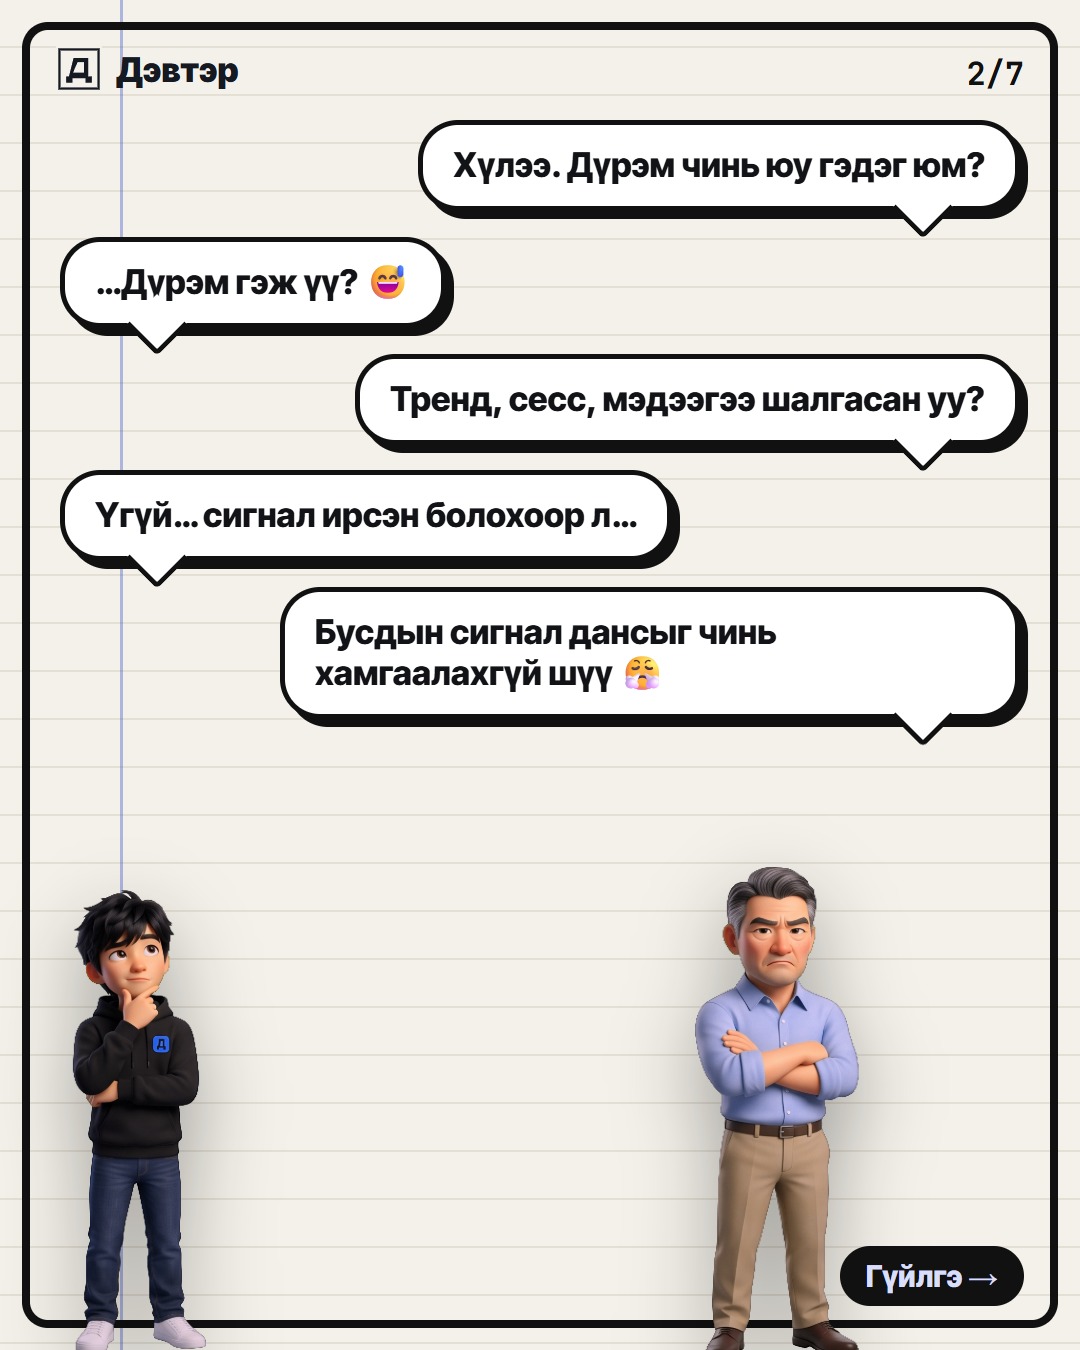 Д Дэвтэр
2/7
Хүлээ. Дүрэм чинь юу гэдэг юм?
...Дүрэм гэж үү? 😅
Тренд, сесс, мэдээгээ шалгасан уу?
Үгүй... сигнал ирсэн болохоор л...
Бусдын сигнал дансыг чинь
хамгаалахгүй шүү 😤
Д
Гүйлгэ →